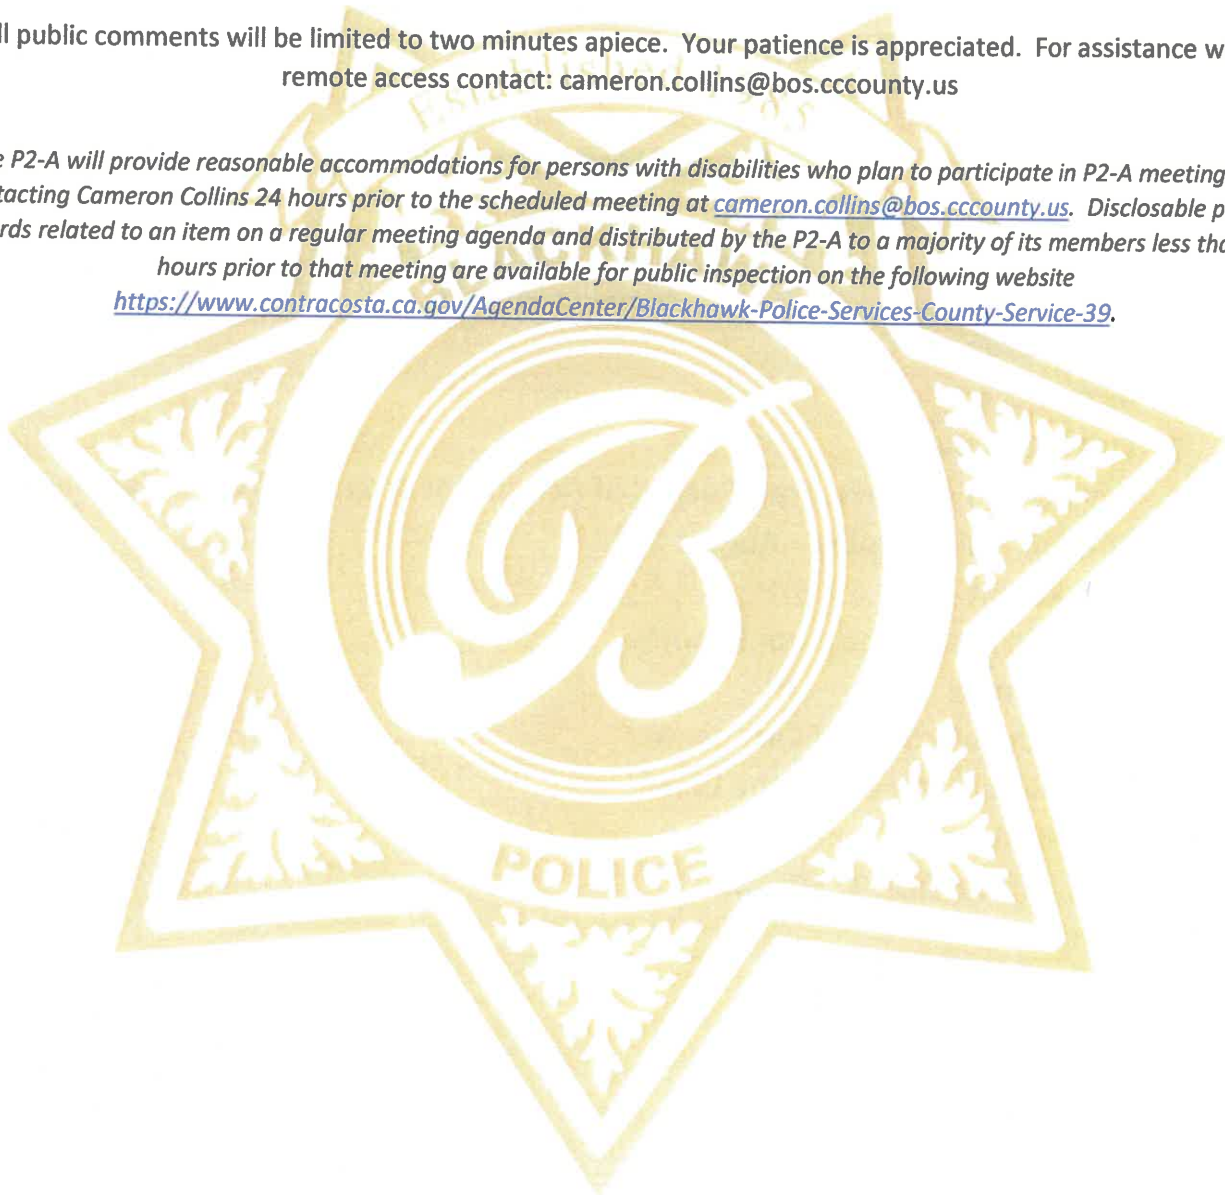 ll public comments will be limited to two minutes apiece. Your patience is appreciated. For assistance w
remote access contact: cameron.collins@bos.cccounty.us
Established 1985
e P2-A will provide reasonable accommodations for persons with disabilities who plan to participate in P2-A meeting
tacting Cameron Collins 24 hours prior to the scheduled meeting at cameron.collins@bos.cccounty.us. Disclosable p
rds related to an item on a regular meeting agenda and distributed by the P2-A to a majority of its members less tha
BLACKHAWK
hours prior to that meeting are available for public inspection on the following website
https://www.contracosta.ca.gov/AgendaCenter/Blackhawk-Police-Services-County-Service-39.
B
POLICE